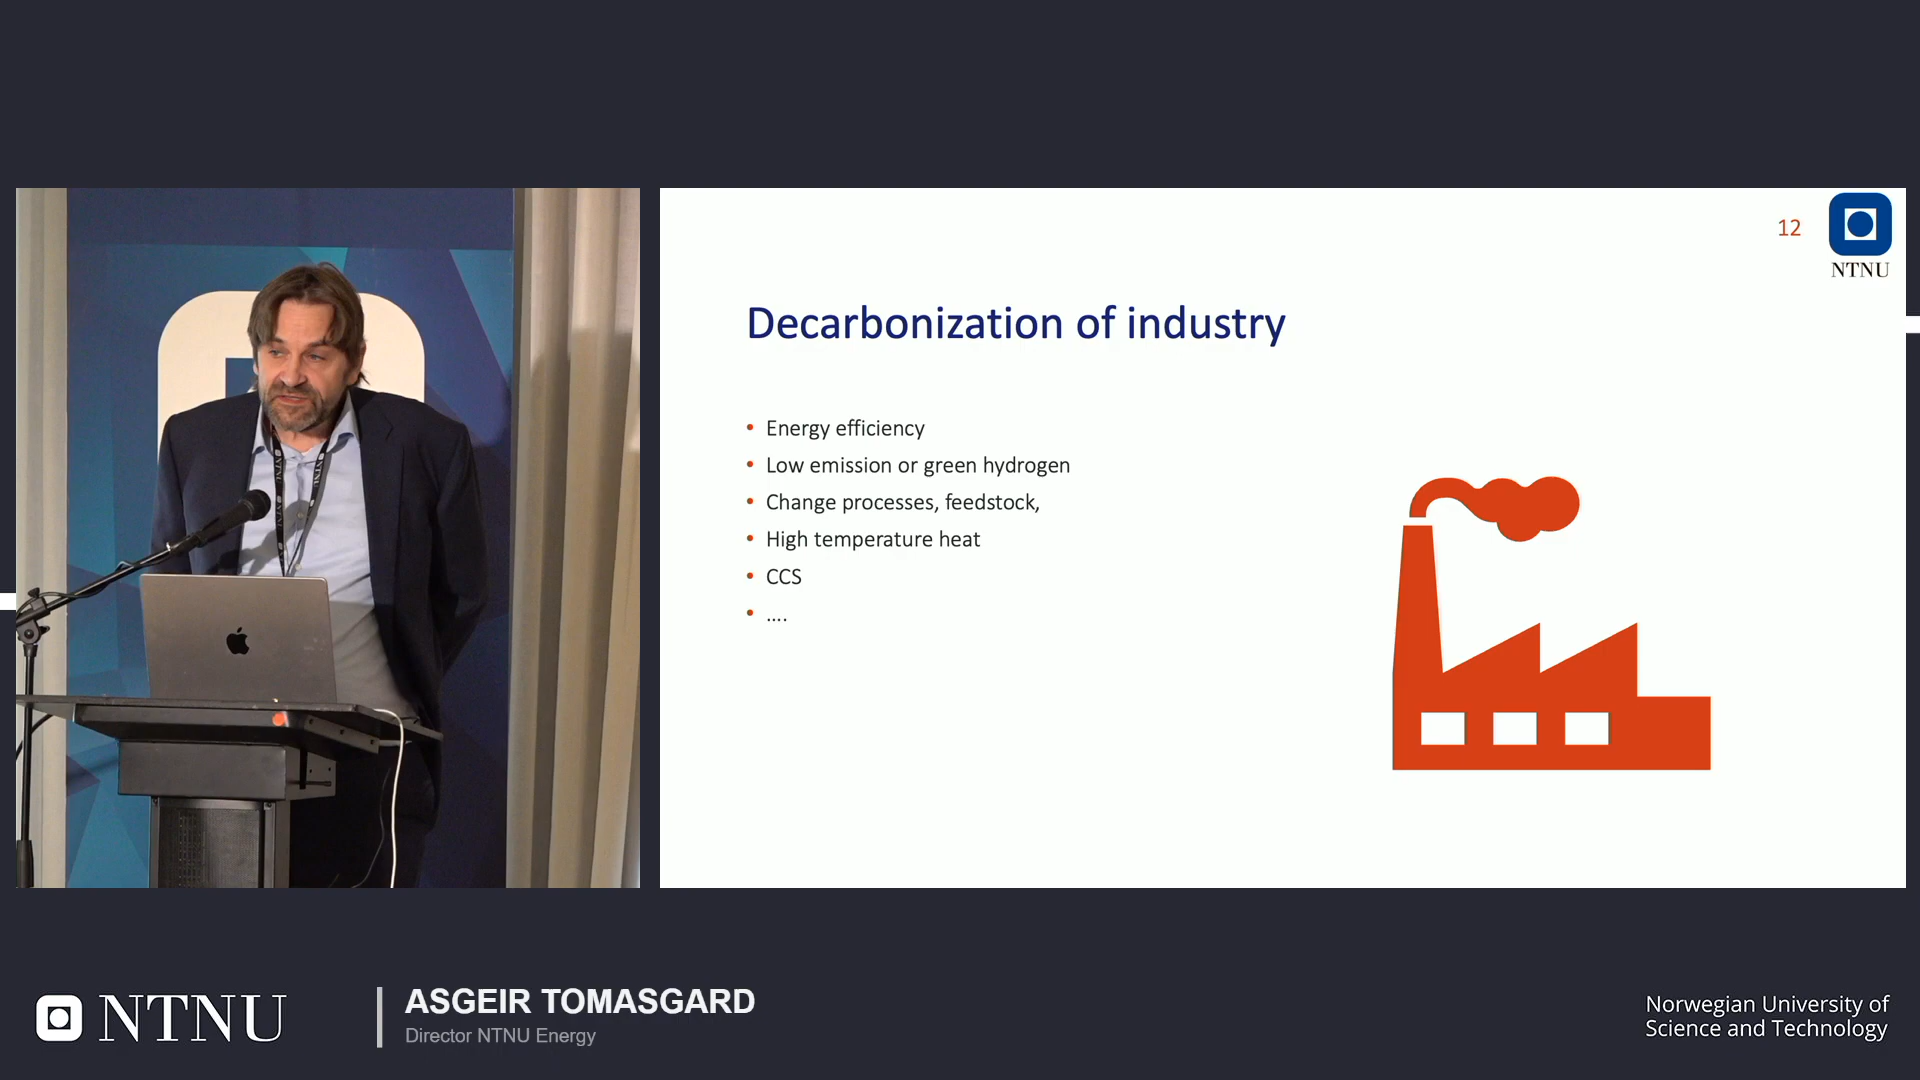 12
NTNU
Decarbonization of industry
• Energy efficiency
• Low emission or green hydrogen
• Change processes, feedstock,
• High temperature heat
• CCS
• ....
NTNU
ASGEIR TOMASGARD
Director NTNU Energy
Norwegian University of
Science and Technology